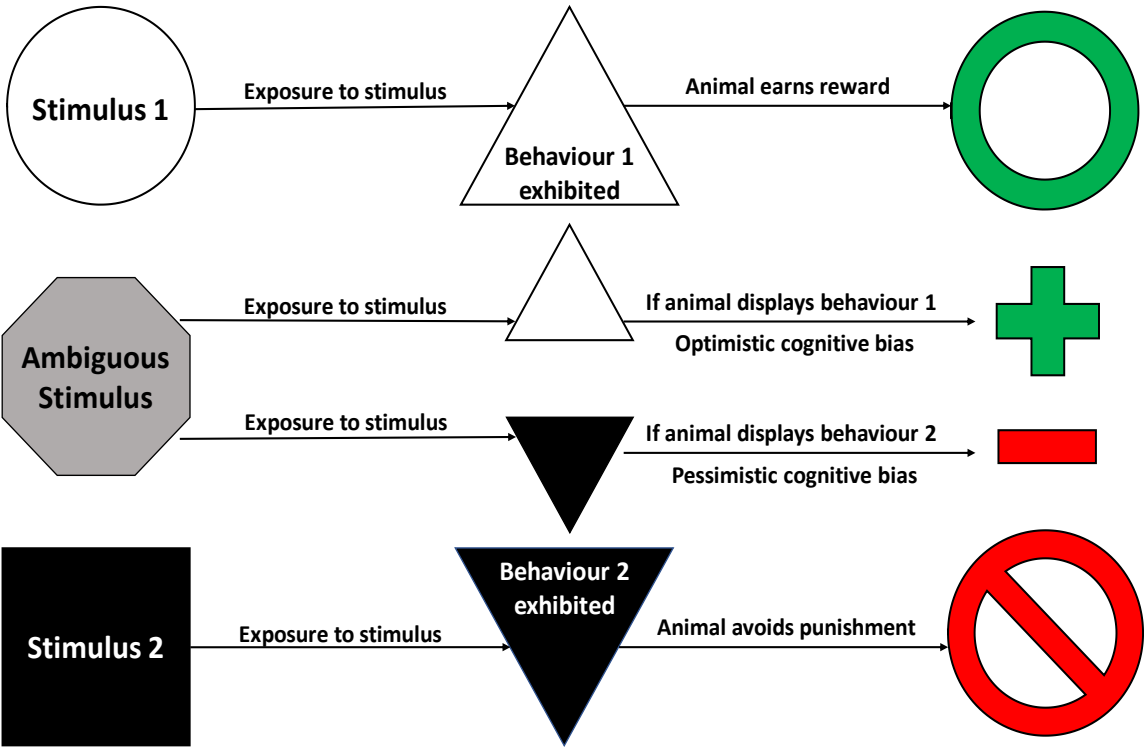 Stimulus 1
Exposure to stimulus
Behaviour 1
exhibited
Animal earns reward
Ambiguous
Stimulus
Exposure to stimulus
If animal displays behaviour 1
Optimistic cognitive bias
Exposure to stimulus
If animal displays behaviour 2
Pessimistic cognitive bias
Stimulus 2
Exposure to stimulus
Behaviour 2
exhibited
Animal avoids punishment